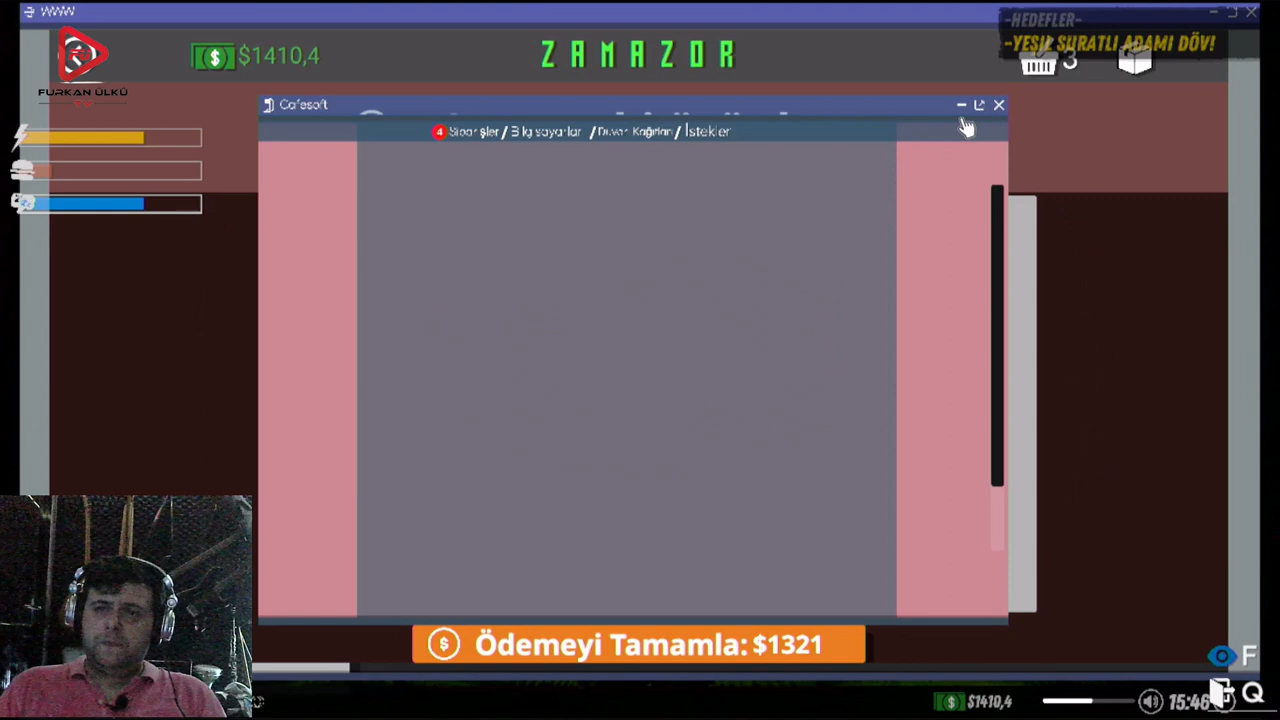 WWW
-HEDEFLER-
-YEŞİL SURATLI ADAMI DÖV!
FURKAN ÜLKÜ
$1410,4
ZAMAZOR
3
Cafesoft
4 Siparişler / Bilgisayarlar / Duvar Kağıtları / İstekler
Ödemeyi Tamamla: $1321
F
$1410,4
15:46
Q